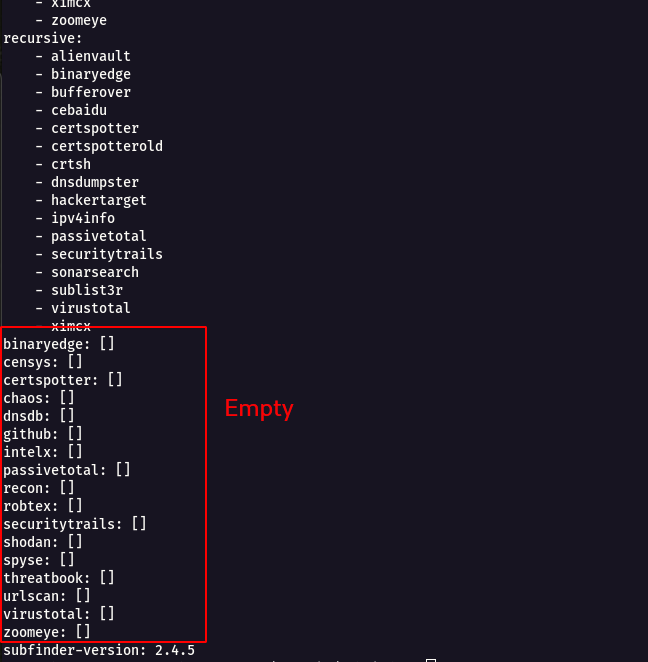 - ximcx
- zoomeye
recursive:
- alienvault
- binaryedge
- bufferover
- cebaidu
- certspotter
- certspotterold
- crtsh
- dnsdumpster
- hackertarget
- ipv4info
- passivetotal
- securitytrails
- sonarsearch
- sublist3r
- virustotal
- ximcx
binaryedge: []
censys: []
certspotter: []
chaos: []
dnsdb: []
Empty
github: []
intelx: []
passivetotal: []
recon: []
robtex: []
securitytrails: []
shodan: []
spyse: []
threatbook: []
urlscan: []
virustotal: []
zoomeye: []
subfinder-version: 2.4.5